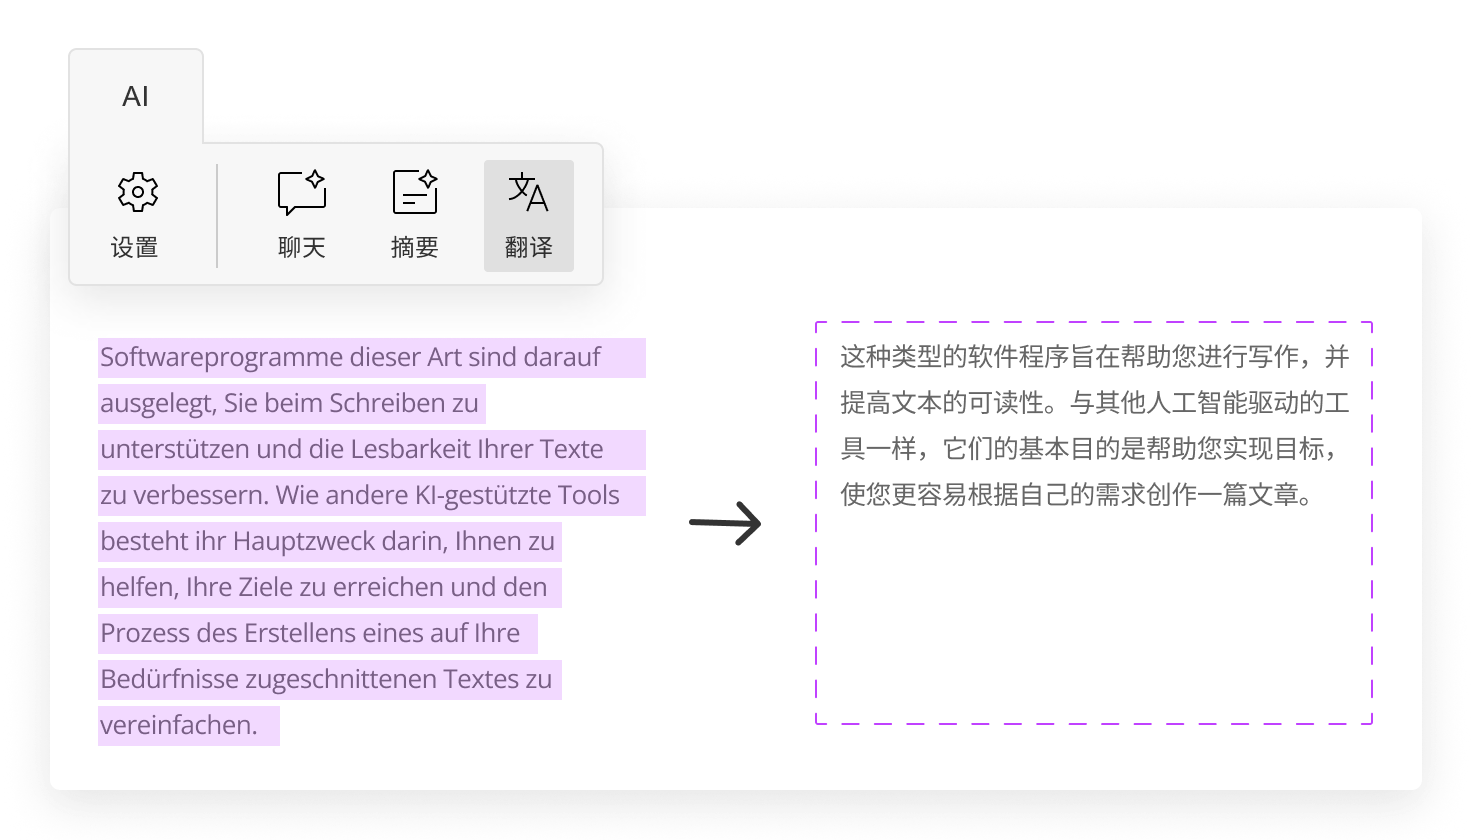 AI
设置
聊天
摘要
翻译
Softwareprogramme dieser Art sind darauf
ausgelegt, Sie beim Schreiben zu
unterstützen und die Lesbarkeit Ihrer Texte
zu verbessern. Wie andere KI-gestützte Tools
besteht ihr Hauptzweck darin, Ihnen zu
helfen, Ihre Ziele zu erreichen und den
Prozess des Erstellens eines auf Ihre
Bedürfnisse zugeschnittenen Textes zu
vereinfachen.
这种类型的软件程序旨在帮助您进行写作，并
提高文本的可读性。与其他人工智能驱动的工
具一样，它们的基本目的是帮助您实现目标，
使您更容易根据自己的需求创作一篇文章。